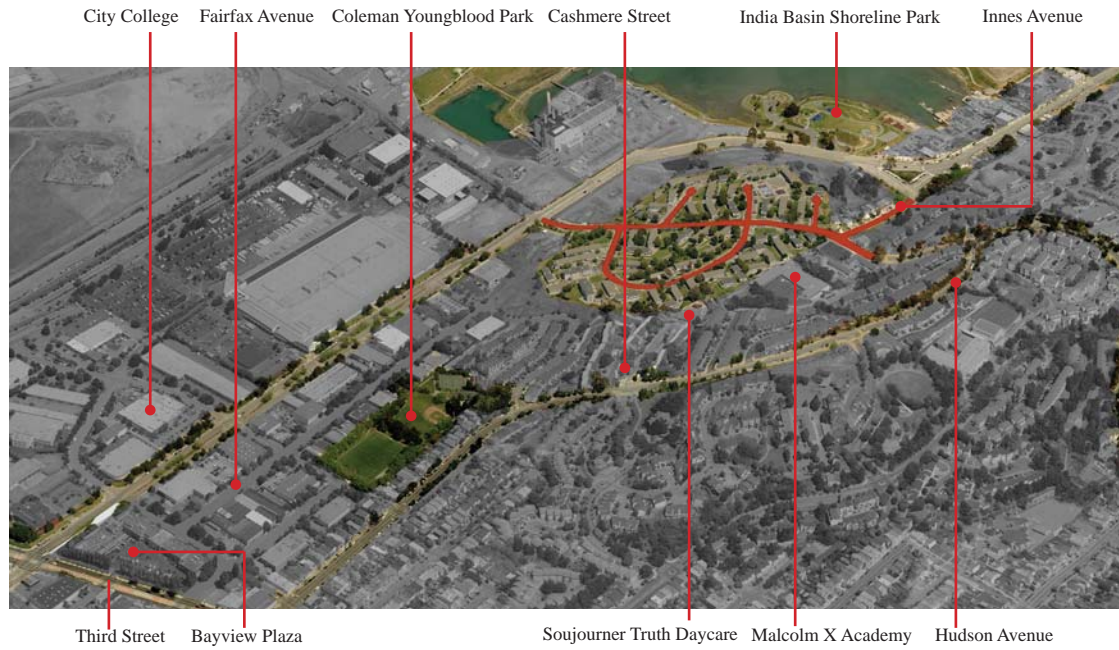 City College
Fairfax Avenue
Coleman Youngblood Park
Cashmere Street
India Basin Shoreline Park
Innes Avenue
Third Street
Bayview Plaza
Soujourner Truth Daycare
Malcolm X Academy
Hudson Avenue